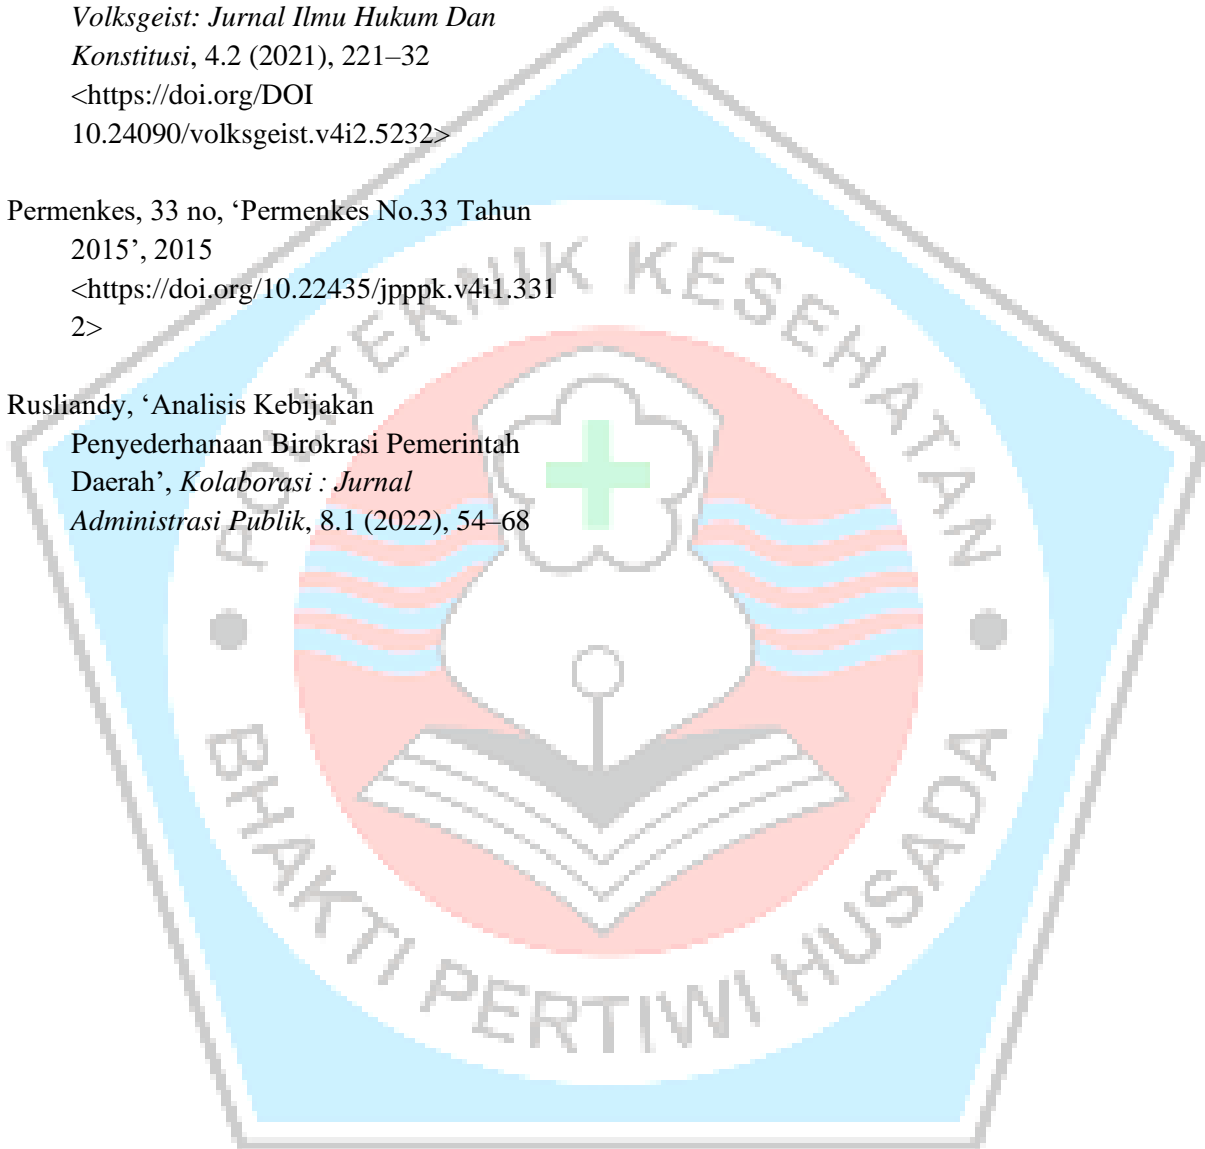 Volksgeist: Jurnal Ilmu Hukum Dan
Konstitusi, 4.2 (2021), 221–32
<https://doi.org/DOI
10.24090/volksgeist.v4i2.5232>
Permenkes, 33 no, ‘Permenkes No.33 Tahun
2015’, 2015
<https://doi.org/10.22435/jpppk.v4i1.331
2>
Rusliandy, ‘Analisis Kebijakan
Penyederhanaan Birokrasi Pemerintah
Daerah’, Kolaborasi : Jurnal
Administrasi Publik, 8.1 (2022), 54–68
POLITEKNIK KESEHATAN
BHAKTI PERTIWI HUSADA